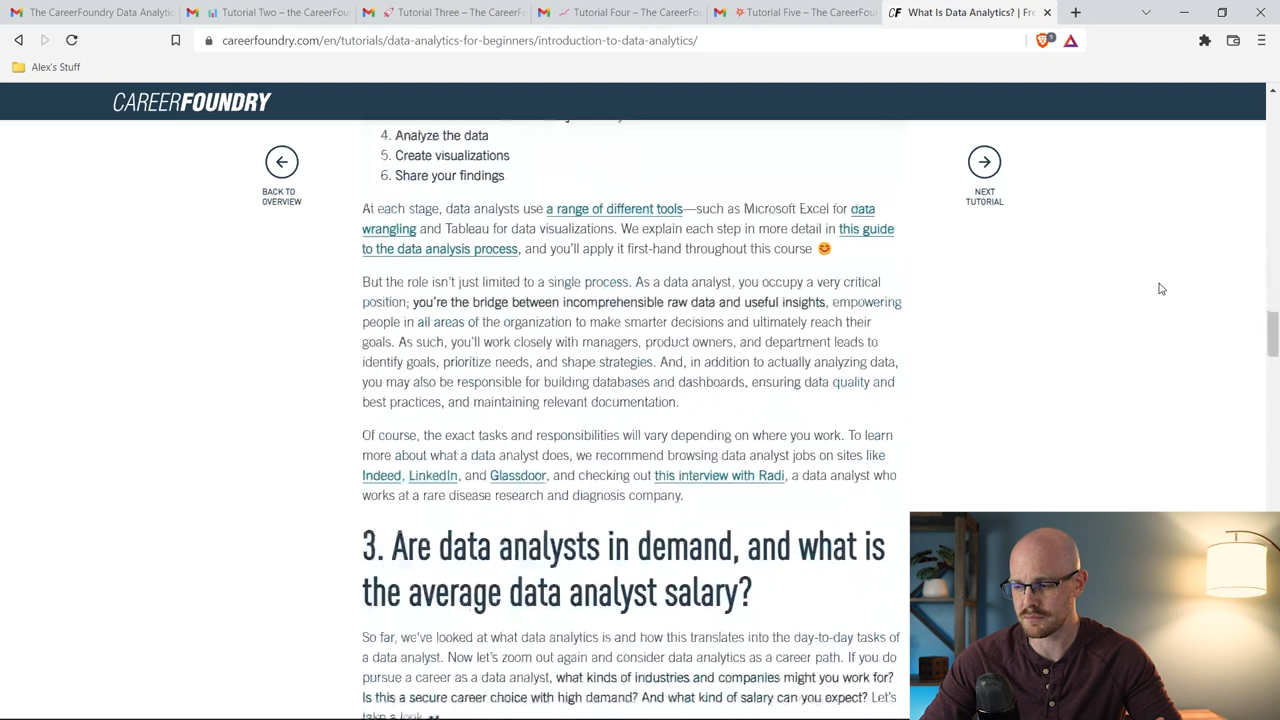 The CareerFoundry Data Analytic
Tutorial Two – the CareerFound
Tutorial Three – the CareerFo
Tutorial Four – the CareerFou
Tutorial Five – the CareerFoun
CF What Is Data Analytics? | Fre
careerfoundry.com/en/tutorials/data-analytics-for-beginners/introduction-to-data-analytics/
Alex's Stuff
CAREERFOUNDRY
4. Analyze the data
5. Create visualizations
6. Share your findings
BACK TO
OVERVIEW
NEXT
TUTORIAL
At each stage, data analysts use a range of different tools—such as Microsoft Excel for data
wrangling and Tableau for data visualizations. We explain each step in more detail in this guide
to the data analysis process, and you'll apply it first-hand throughout this course 😊
But the role isn't just limited to a single process. As a data analyst, you occupy a very critical
position; you're the bridge between incomprehensible raw data and useful insights, empowering
people in all areas of the organization to make smarter decisions and ultimately reach their
goals. As such, you'll work closely with managers, product owners, and department leads to
identify goals, prioritize needs, and shape strategies. And, in addition to actually analyzing data,
you may also be responsible for building databases and dashboards, ensuring data quality and
best practices, and maintaining relevant documentation.
Of course, the exact tasks and responsibilities will vary depending on where you work. To learn
more about what a data analyst does, we recommend browsing data analyst jobs on sites like
Indeed, LinkedIn, and Glassdoor, and checking out this interview with Radi, a data analyst who
works at a rare disease research and diagnosis company.
3. Are data analysts in demand, and what is
the average data analyst salary?
So far, we've looked at what data analytics is and how this translates into the day-to-day tasks of
a data analyst. Now let's zoom out again and consider data analytics as a career path. If you do
pursue a career as a data analyst, what kinds of industries and companies might you work for?
Is this a secure career choice with high demand? And what kind of salary can you expect? Let's
take a look